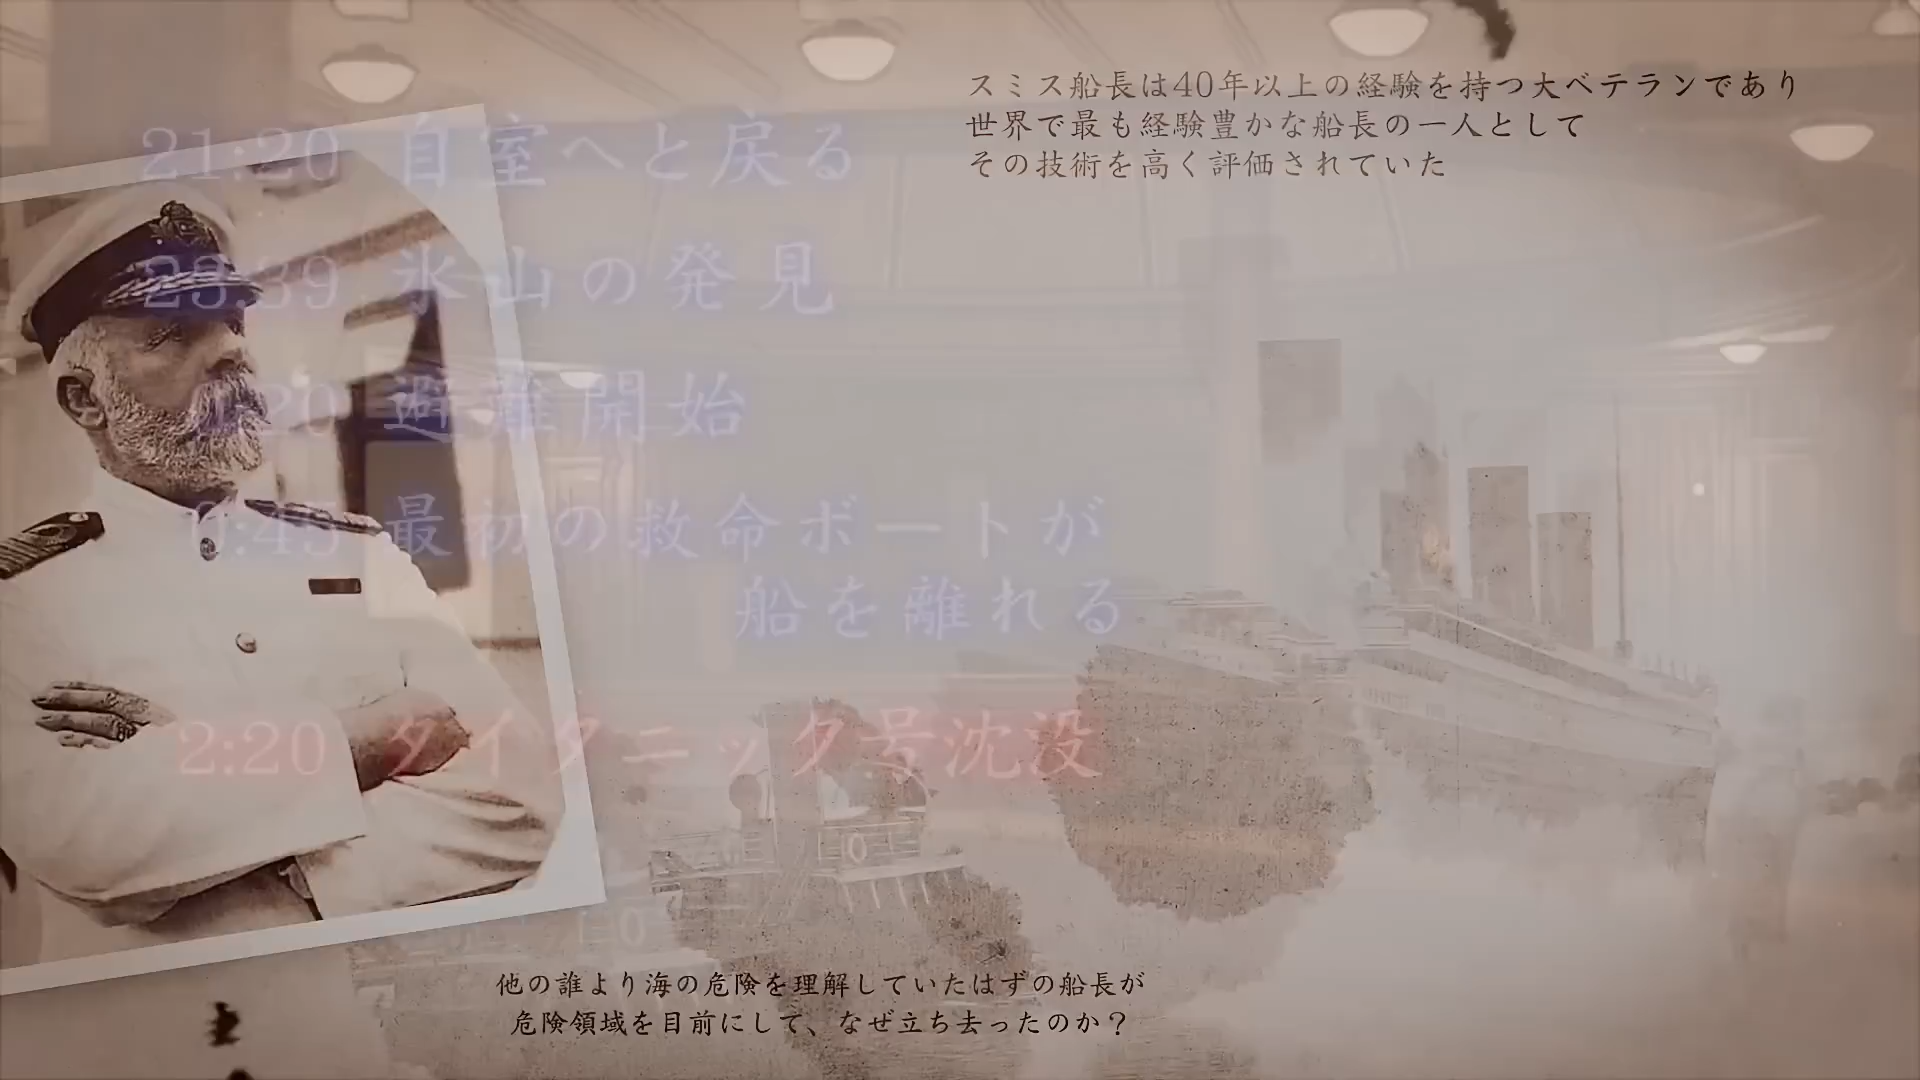 スミス船長は40年以上の経験を持つ大ベテランであり
世界で最も経験豊かな船長の一人として
その技術を高く評価されていた
21:20 自室へと戻る
23:39 氷山の発見
避難開始
0:45 最初の救命ボートが
船を離れる
2:20 タイタニック号沈没
他の誰より海の危険を理解していたはずの船長が
危険領域を目前にして、なぜ立ち去ったのか？